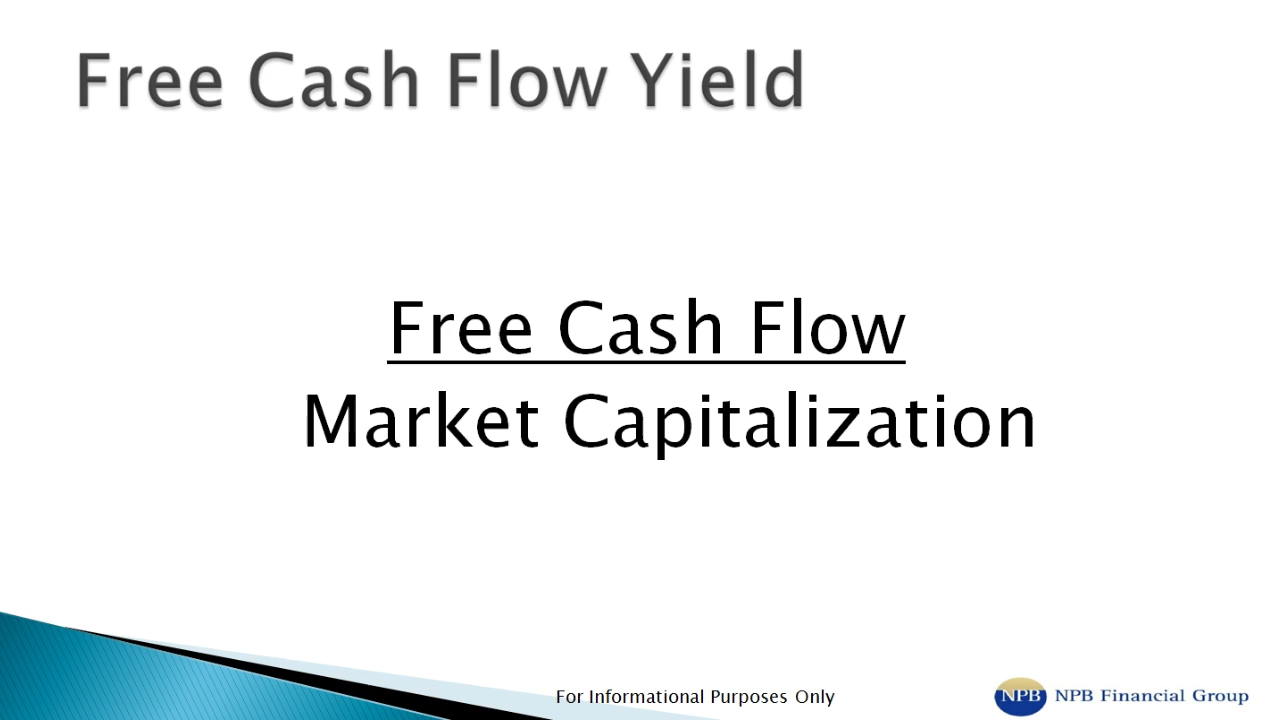 Free Cash Flow Yield
Free Cash Flow
Market Capitalization
For Informational Purposes Only
NPB NPB Financial Group